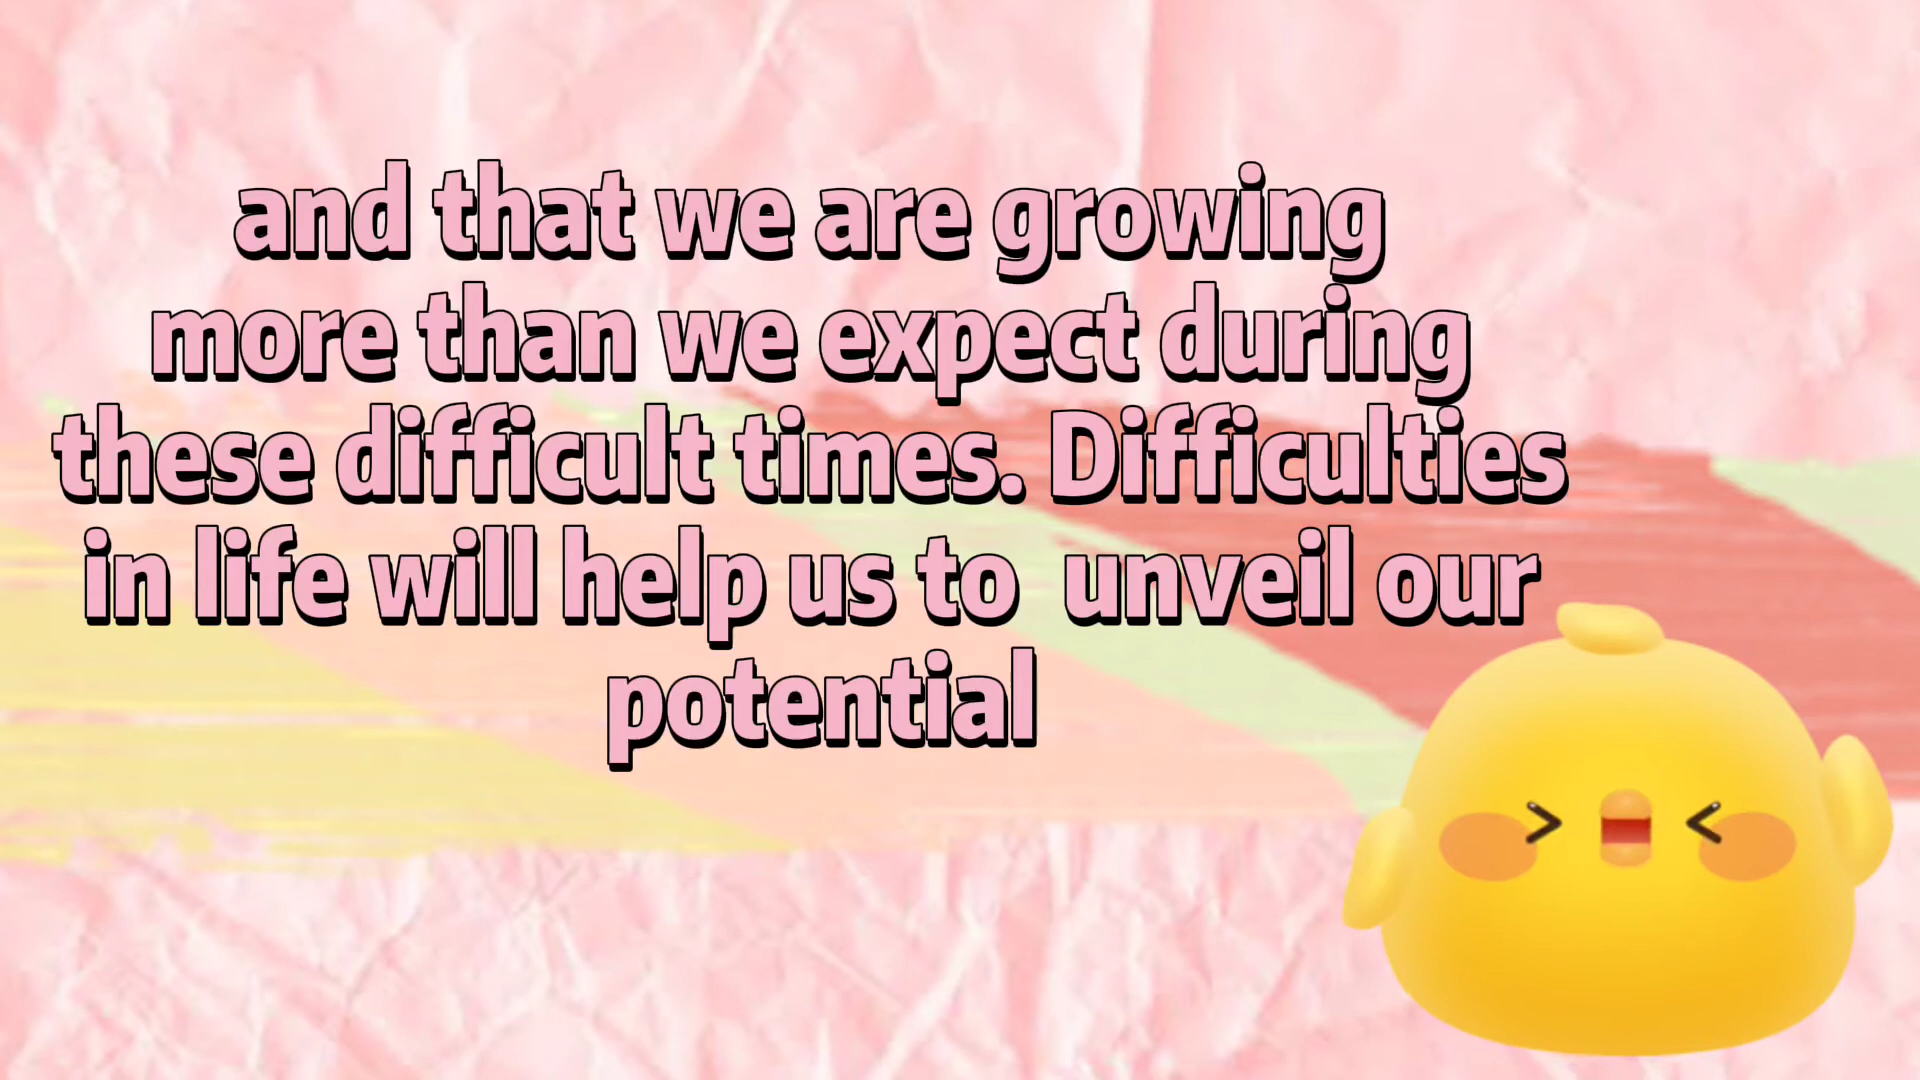 and that we are growing
more than we expect during
these difficult times. Difficulties
in life will help us to  unveil our
potential